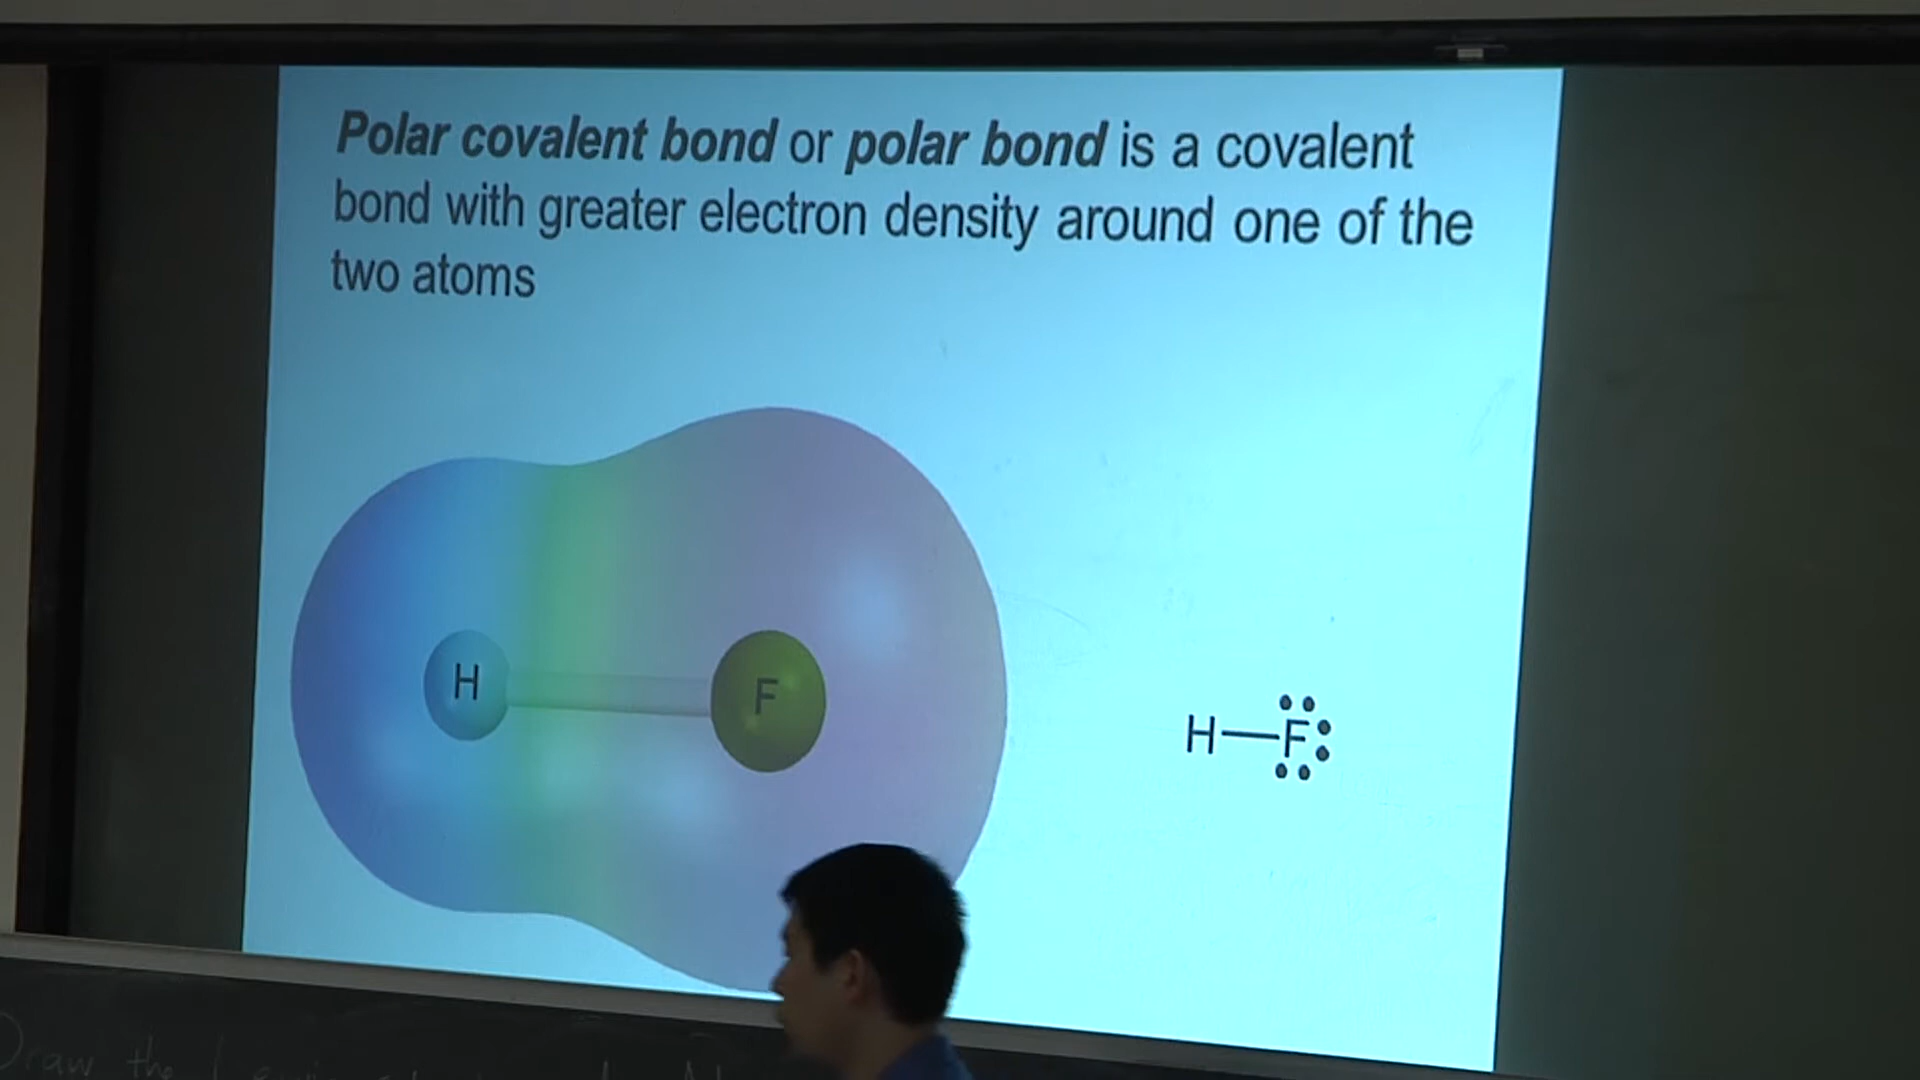 Polar covalent bond or polar bond is a covalent
bond with greater electron density around one of the
two atoms
H
F
H—F
Draw the